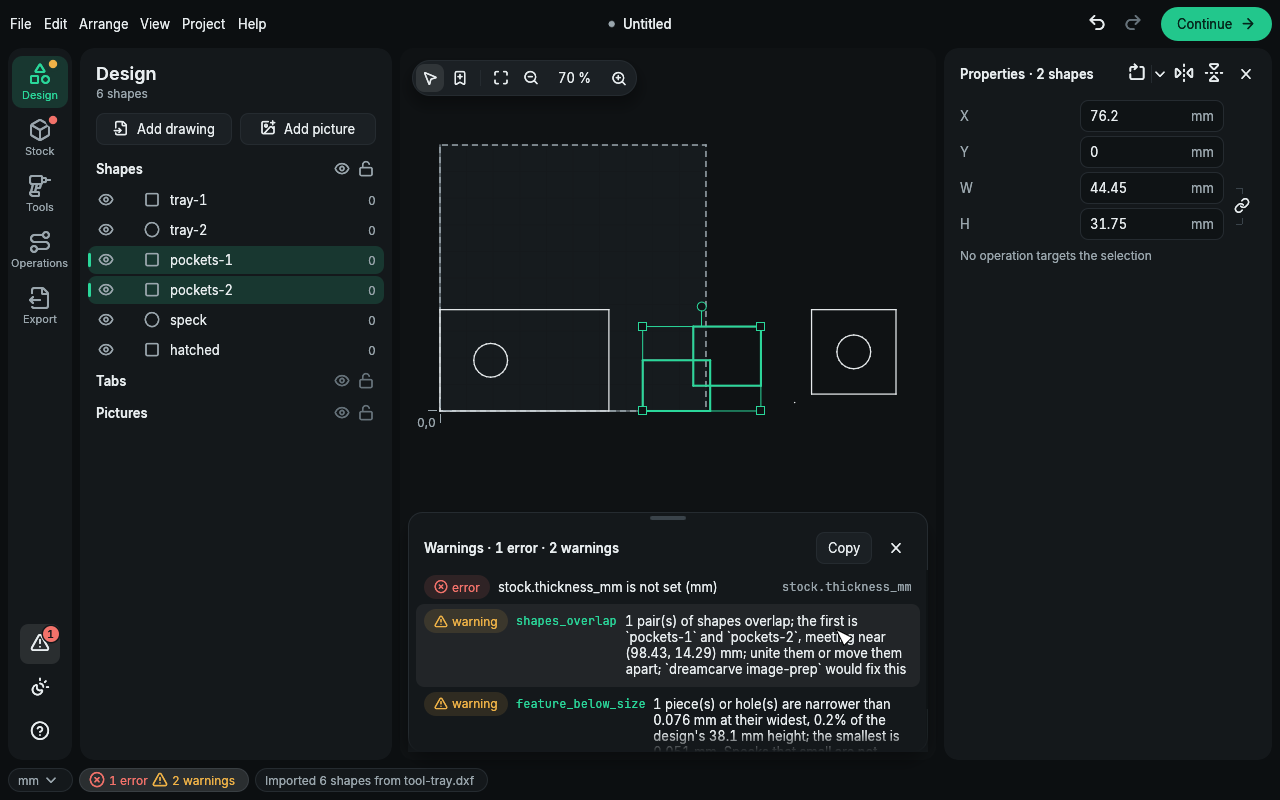 File Edit Arrange View Project Help
Untitled
Continue
Design
Stock
Tools
Operations
Export
1
Design
6 shapes
Add drawing
Add picture
Shapes
tray-1 0
tray-2 0
pockets-1 0
pockets-2 0
speck 0
hatched 0
Tabs
Pictures
70 %
0,0
Properties · 2 shapes
X 76.2 mm
Y 0 mm
W 44.45 mm
H 31.75 mm
No operation targets the selection
Warnings · 1 error · 2 warnings
Copy
error stock.thickness_mm is not set (mm) stock.thickness_mm
warning shapes_overlap 1 pair(s) of shapes overlap; the first is
`pockets-1` and `pockets-2`, meeting near
(98.43, 14.29) mm; unite them or move them
apart; `dreamcarve image-prep` would fix this
warning feature_below_size 1 piece(s) or hole(s) are narrower than
0.076 mm at their widest, 0.2% of the
design's 38.1 mm height; the smallest is
mm
1 error 2 warnings
Imported 6 shapes from tool-tray.dxf